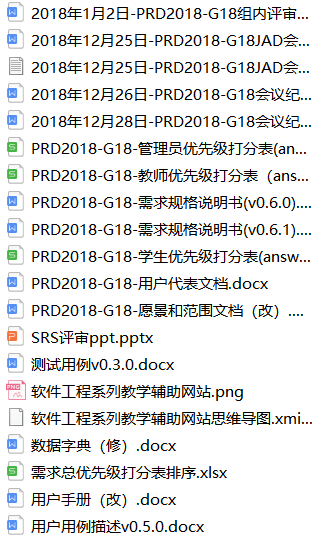 2018年1月2日-PRD2018-G18组内评审...
2018年12月25日-PRD2018-G18JAD会...
2018年12月25日-PRD2018-G18JAD会...
2018年12月26日-PRD2018-G18会议纪...
2018年12月28日-PRD2018-G18会议纪...
PRD2018-G18-管理员优先级打分表(an...
PRD2018-G18-教师优先级打分表（ans...
PRD2018-G18-需求规格说明书(v0.6.0)....
PRD2018-G18-需求规格说明书(v0.6.1)....
PRD2018-G18-学生优先级打分表(answ...
PRD2018-G18-用户代表文档.docx
PRD2018-G18-愿景和范围文档（改）....
SRS评审ppt.pptx
测试用例v0.3.0.docx
软件工程系列教学辅助网站.png
软件工程系列教学辅助网站思维导图.xmi...
数据字典（修）.docx
需求总优先级打分表排序.xlsx
用户手册（改）.docx
用户用例描述v0.5.0.docx